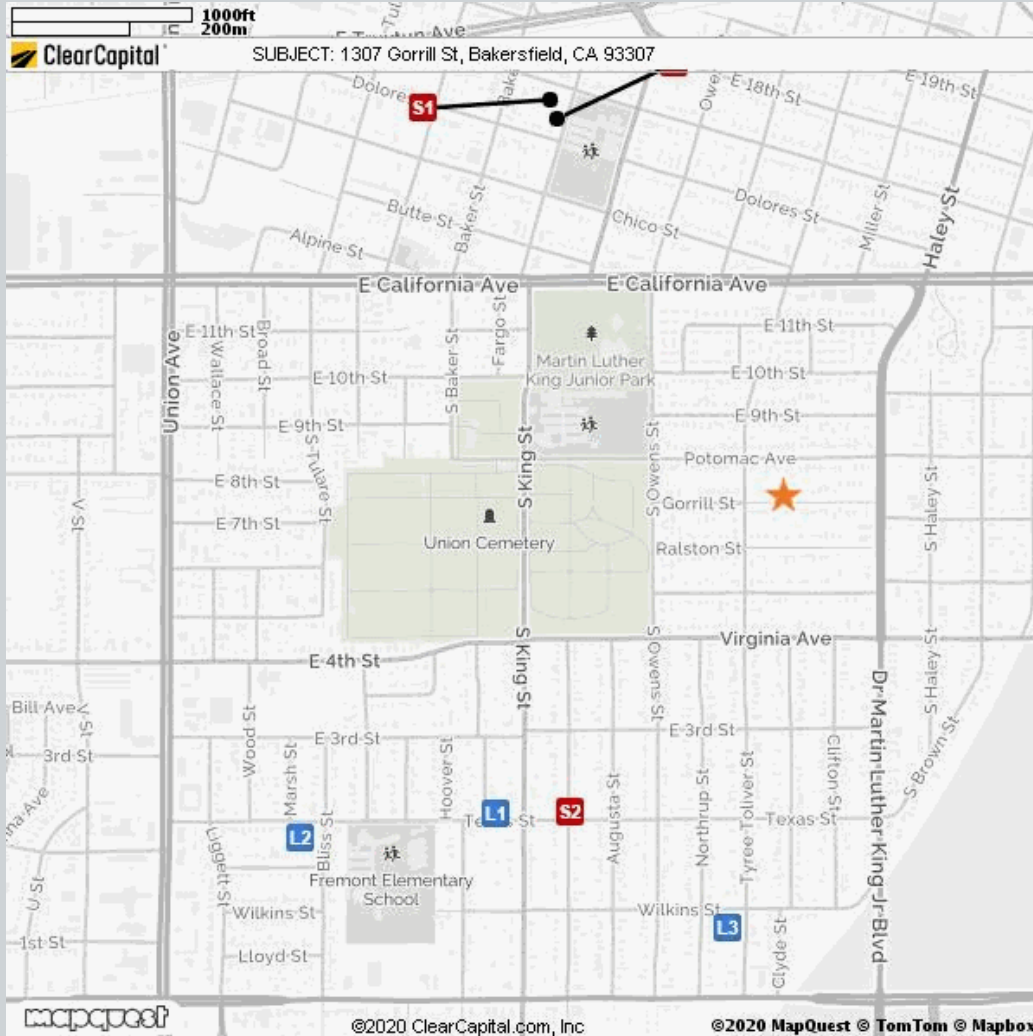 1000ft
200m
ClearCapital
SUBJECT: 1307 Gorrill St, Bakersfield, CA 93307
E 18th St
E 19th St
S1
Baker St
Butte St
Chico St
Dolores St
Miller St
Haley St
Alpine St
E California Ave
E California Ave
Union Ave
E 11th St
Wallace St
Broad St
S Baker St
Fargo St
E 11th St
Martin Luther
King Junior Park
E 10th St
E 10th St
E 9th St
E 9th St
S Tulare St
S King St
S Owens St
Potomac Ave
E 8th St
Gorrill St
E 7th St
V St
Union Cemetery
Ralston St
S Haley St
E 4th St
Virginia Ave
S King St
S Owens St
S Haley St
Bill Ave
3rd St
Wood St
Marsh St
E 3rd St
Hoover St
E 3rd St
Clifton St
Dr Martin Luther King Jr Blvd
S Brown St
L1
S2
L2
Bliss St
Liggett St
Augusta St
Northrup St
Tyree Toliver St
Texas St
Fremont Elementary
School
U St
Wilkins St
Wilkins St
L3
1st St
Lloyd St
Clyde St
mapquest
©2020 ClearCapital.com, Inc
©2020 MapQuest © TomTom © Mapbo